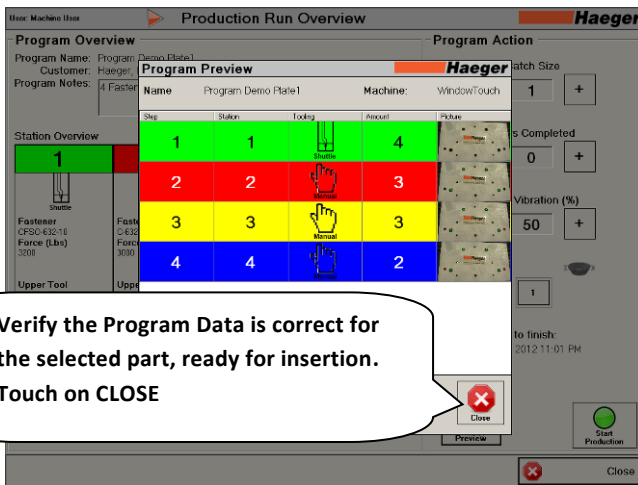 User: Machine User
Production Run Overview
Haeger
Program Overview
Program Action
Program Name: Program Demo Plate1
Customer: Haeger,
Program Notes:
4 Fasten
Batch Size
1
+
Program Preview
Haeger
Name Program Demo Plate1 Machine: WindowTouch
Step Station Tooling Amount Picture
1 1 Shuttle 4
2 2 Manual 3
3 3 Manual 3
4 4 Manual 2
Station Overview
1
Shuttle
Fastener
CFSO-632-10
Force (Lbs)
3200
Upper Tool
Faste
C-632
Force
3000
Uppe
s Completed
0
+
Vibration (%)
50
+
1
to finish:
2012 11:01 PM
Verify the Program Data is correct for
the selected part, ready for insertion.
Touch on CLOSE
Close
Preview
Start
Production
Close